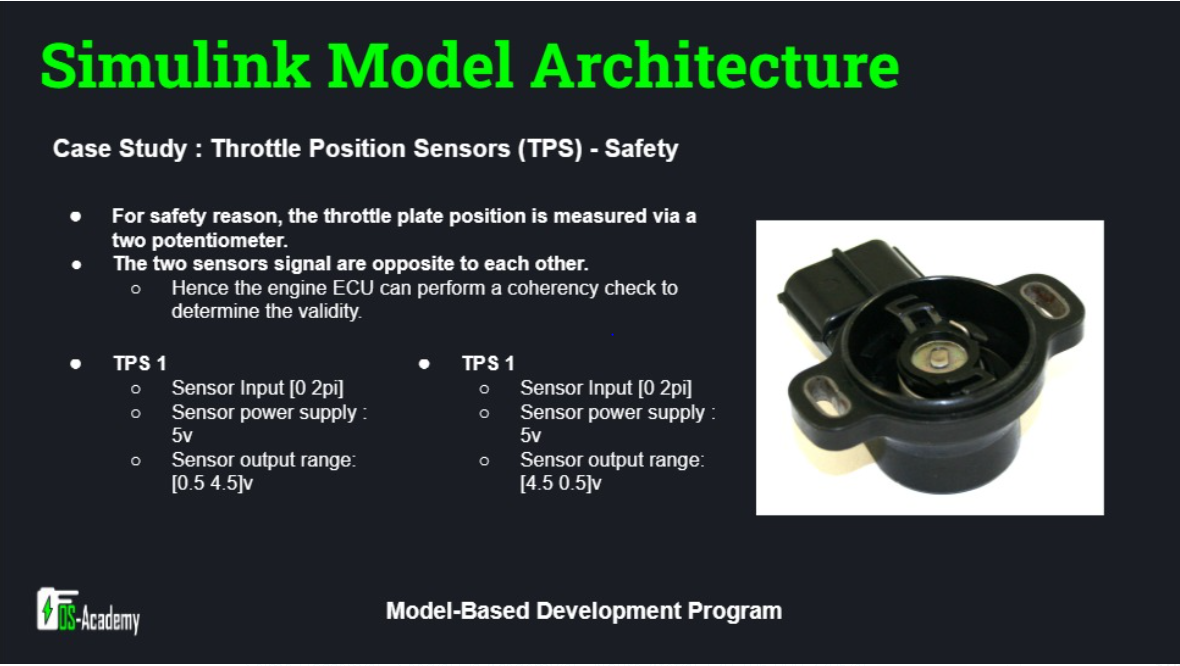 Simulink Model Architecture
Case Study : Throttle Position Sensors (TPS) - Safety
● For safety reason, the throttle plate position is measured via a
two potentiometer.
● The two sensors signal are opposite to each other.
○ Hence the engine ECU can perform a coherency check to
determine the validity.
● TPS 1
○ Sensor Input [0 2pi]
○ Sensor power supply :
5v
○ Sensor output range:
[0.5 4.5]v
● TPS 1
○ Sensor Input [0 2pi]
○ Sensor power supply :
5v
○ Sensor output range:
[4.5 0.5]v
OS-Academy
Model-Based Development Program